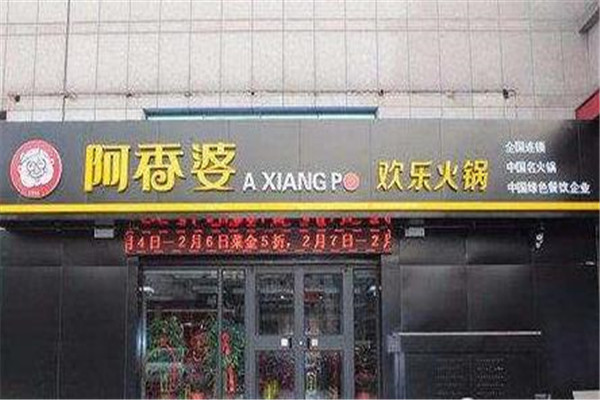 阿香婆 A XIANG PO 欢乐火锅
全国连锁
中国名火锅
中国绿色餐饮企业
月4日—2月6日菜金5折，2月7日—2月